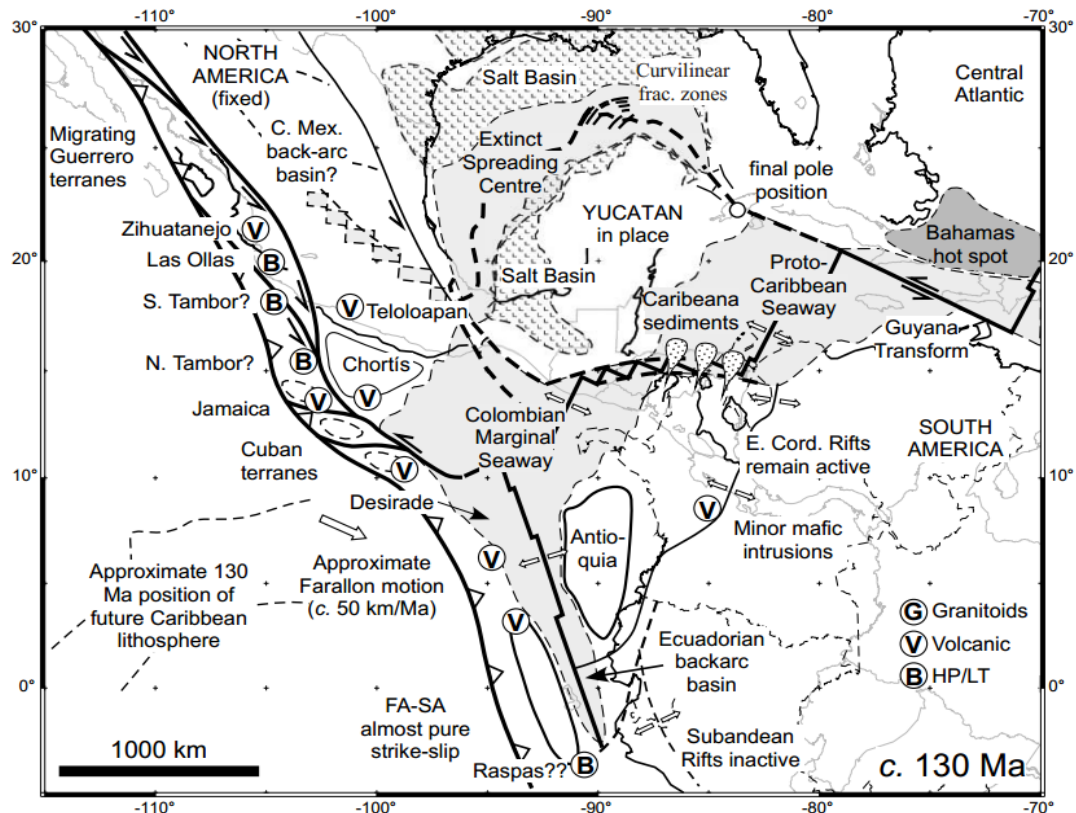 -110°
-100°
-90°
-80°
-70°
30°
30°
NORTH
AMERICA
(fixed)
Salt Basin
Curvilinear
frac. zones
Central
Atlantic
Migrating
Guerrero
terranes
C. Mex.
back-arc
basin?
Extinct
Spreading
Centre
final pole
position
YUCATAN
in place
Zihuatanejo
V
Las Ollas
B
20°
20°
Bahamas
hot spot
Salt Basin
Proto-
Caribbean
Seaway
S. Tambor?
B
V
Teloloapan
Caribeana
sediments
Guyana
Transform
N. Tambor?
B
Chortís
Jamaica
V
V
Colombian
Marginal
Seaway
SOUTH
AMERICA
Cuban
terranes
V
E. Cord. Rifts
remain active
10°
10°
Desirade
V
Minor mafic
intrusions
Antio-
quia
V
Approximate
Farallon motion
(c. 50 km/Ma)
Approximate 130
Ma position of
future Caribbean
lithosphere
V
G Granitoids
V Volcanic
B HP/LT
Ecuadorian
backarc
basin
0°
0°
FA-SA
almost pure
strike-slip
1000 km
Raspas??
B
Subandean
Rifts inactive
c. 130 Ma
-110°
-100°
-90°
-80°
-70°